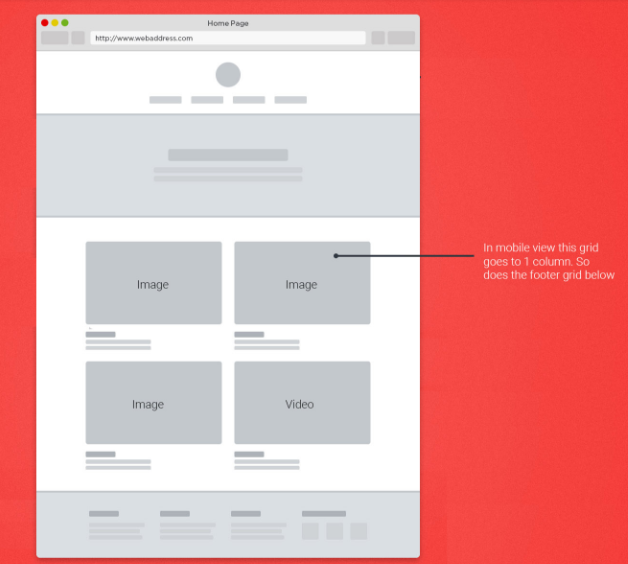 Home Page
http://www.webaddress.com
Image
Image
In mobile view this grid
goes to 1 column. So
does the footer grid below
Image
Video